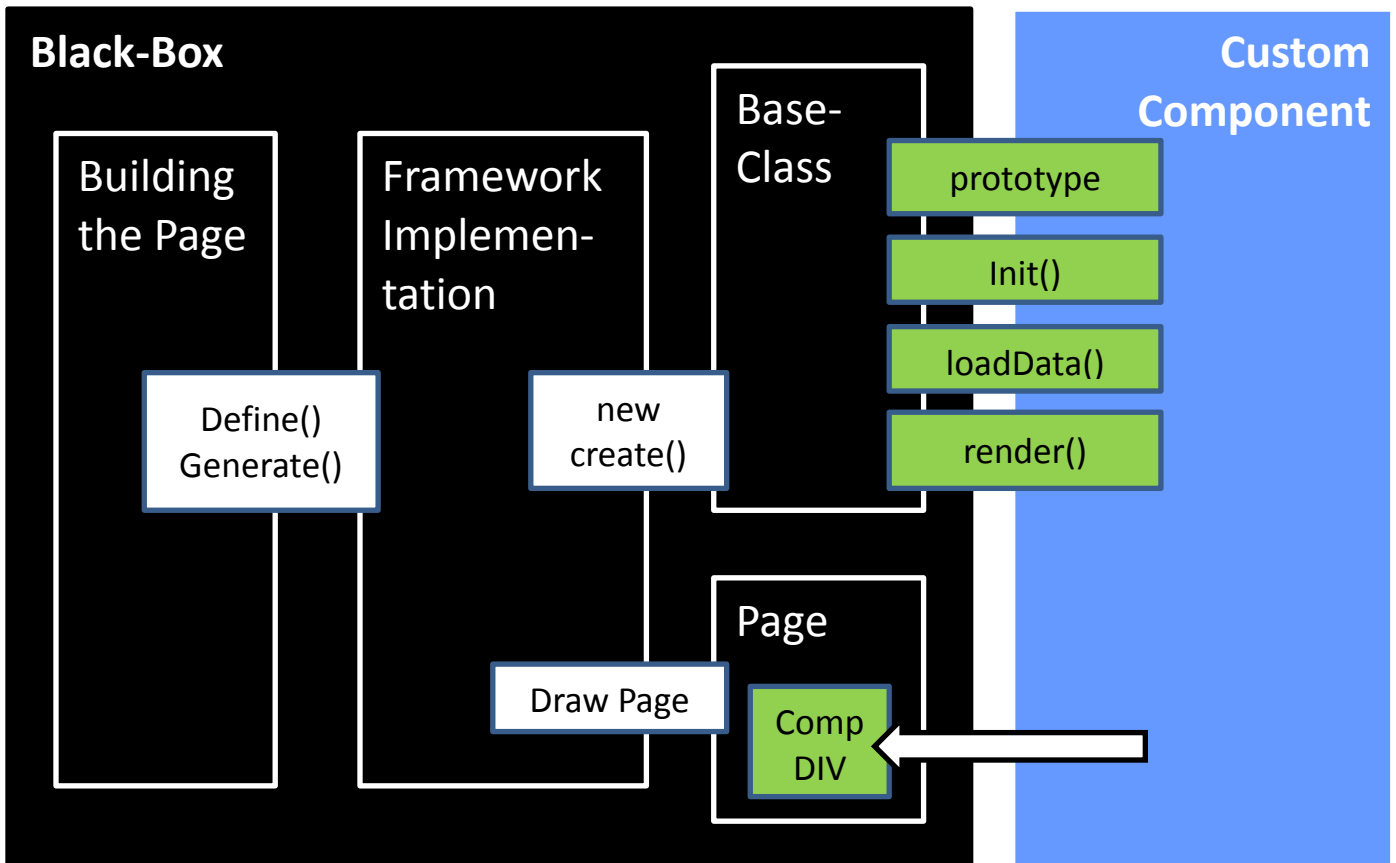 Black-Box
Custom
Component
Building
the Page
Framework
Implemen-
tation
Base-
Class
prototype
Init()
loadData()
render()
Define()
Generate()
new
create()
Page
Draw Page
Comp
DIV